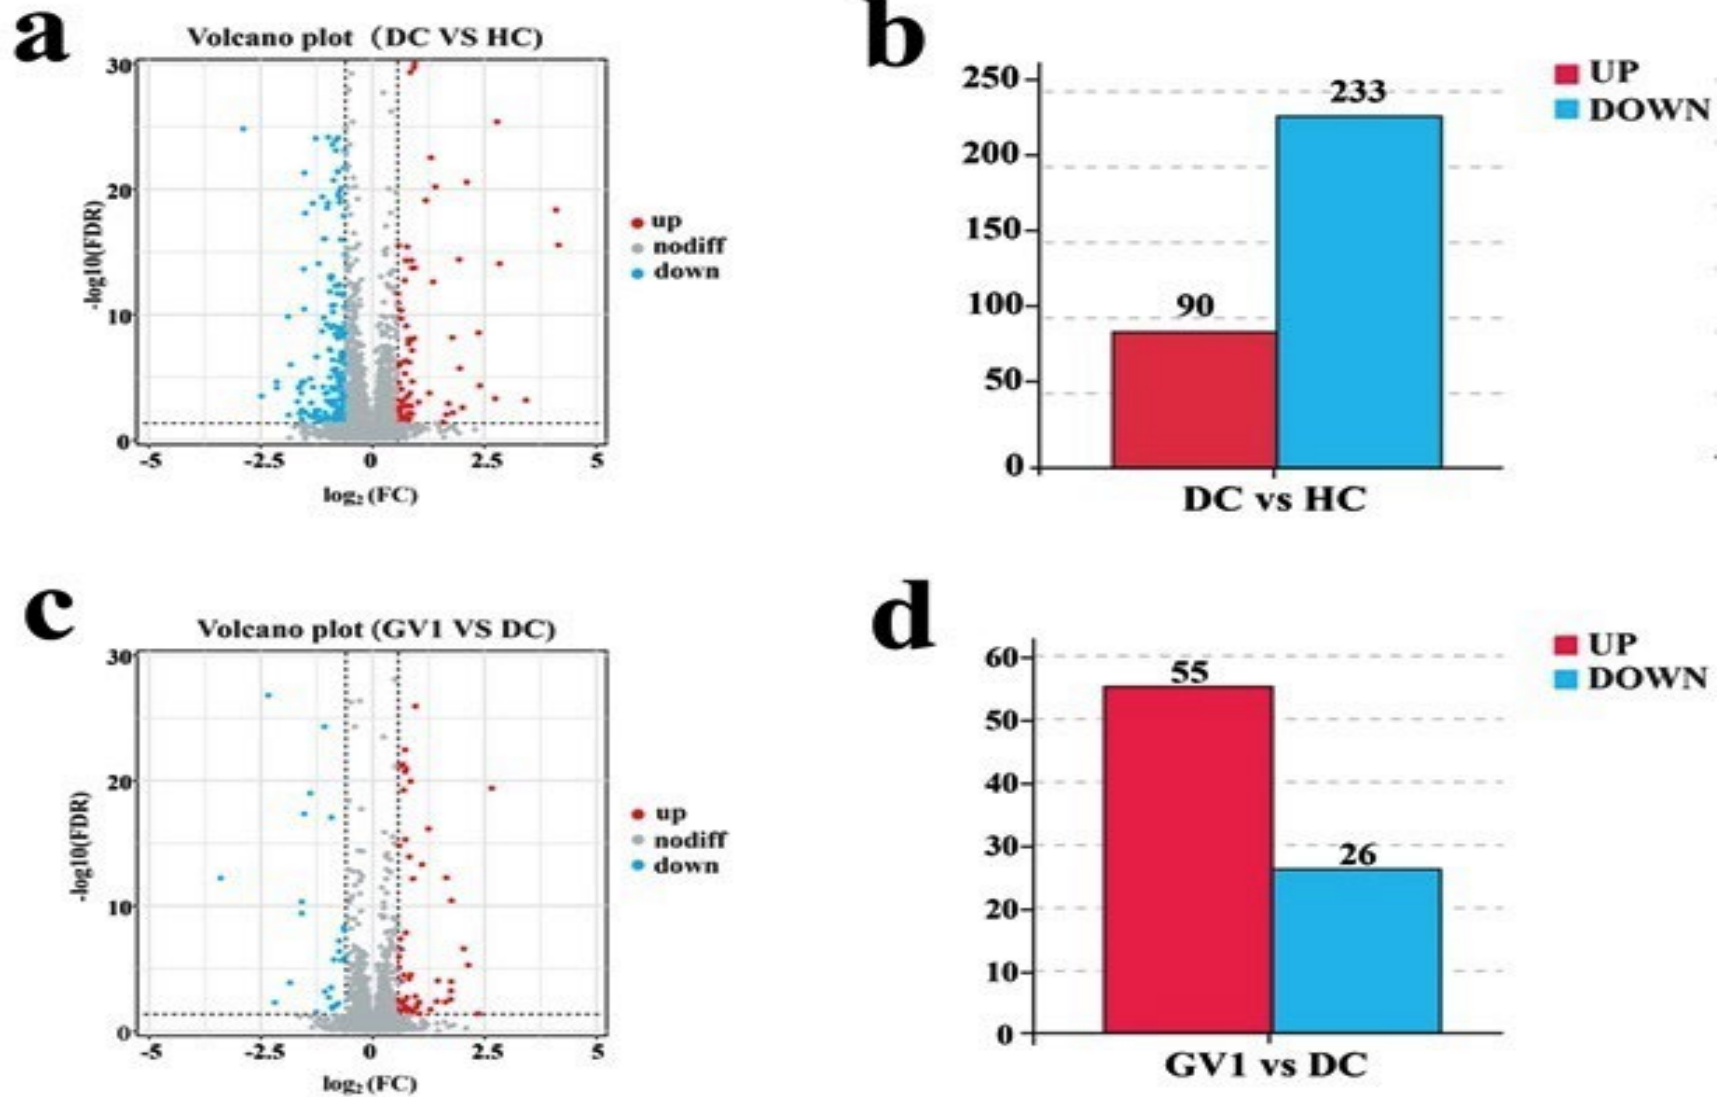 a
Volcano plot (DC VS HC)
30
20
10
0
-log10(FDR)
-5 -2.5 0 2.5 5
log₂ (FC)
up
nodiff
down
b
250
200
150
100
50
0
90
233
DC vs HC
UP
DOWN
c
Volcano plot (GV1 VS DC)
30
20
10
0
-log10(FDR)
-5 -2.5 0 2.5 5
log₂ (FC)
up
nodiff
down
d
60
50
40
30
20
10
0
55
26
GV1 vs DC
UP
DOWN